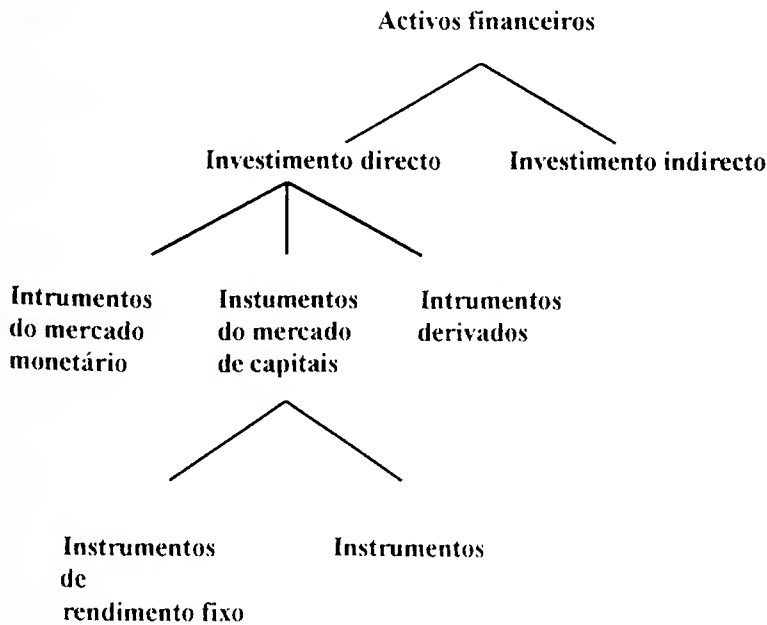 Activos financeiros
Investimento directo
Investimento indirecto
Intrumentos
do mercado
monetário
Instumentos
do mercado
de capitais
Intrumentos
derivados
Instrumentos
de
rendimento fixo
Instrumentos